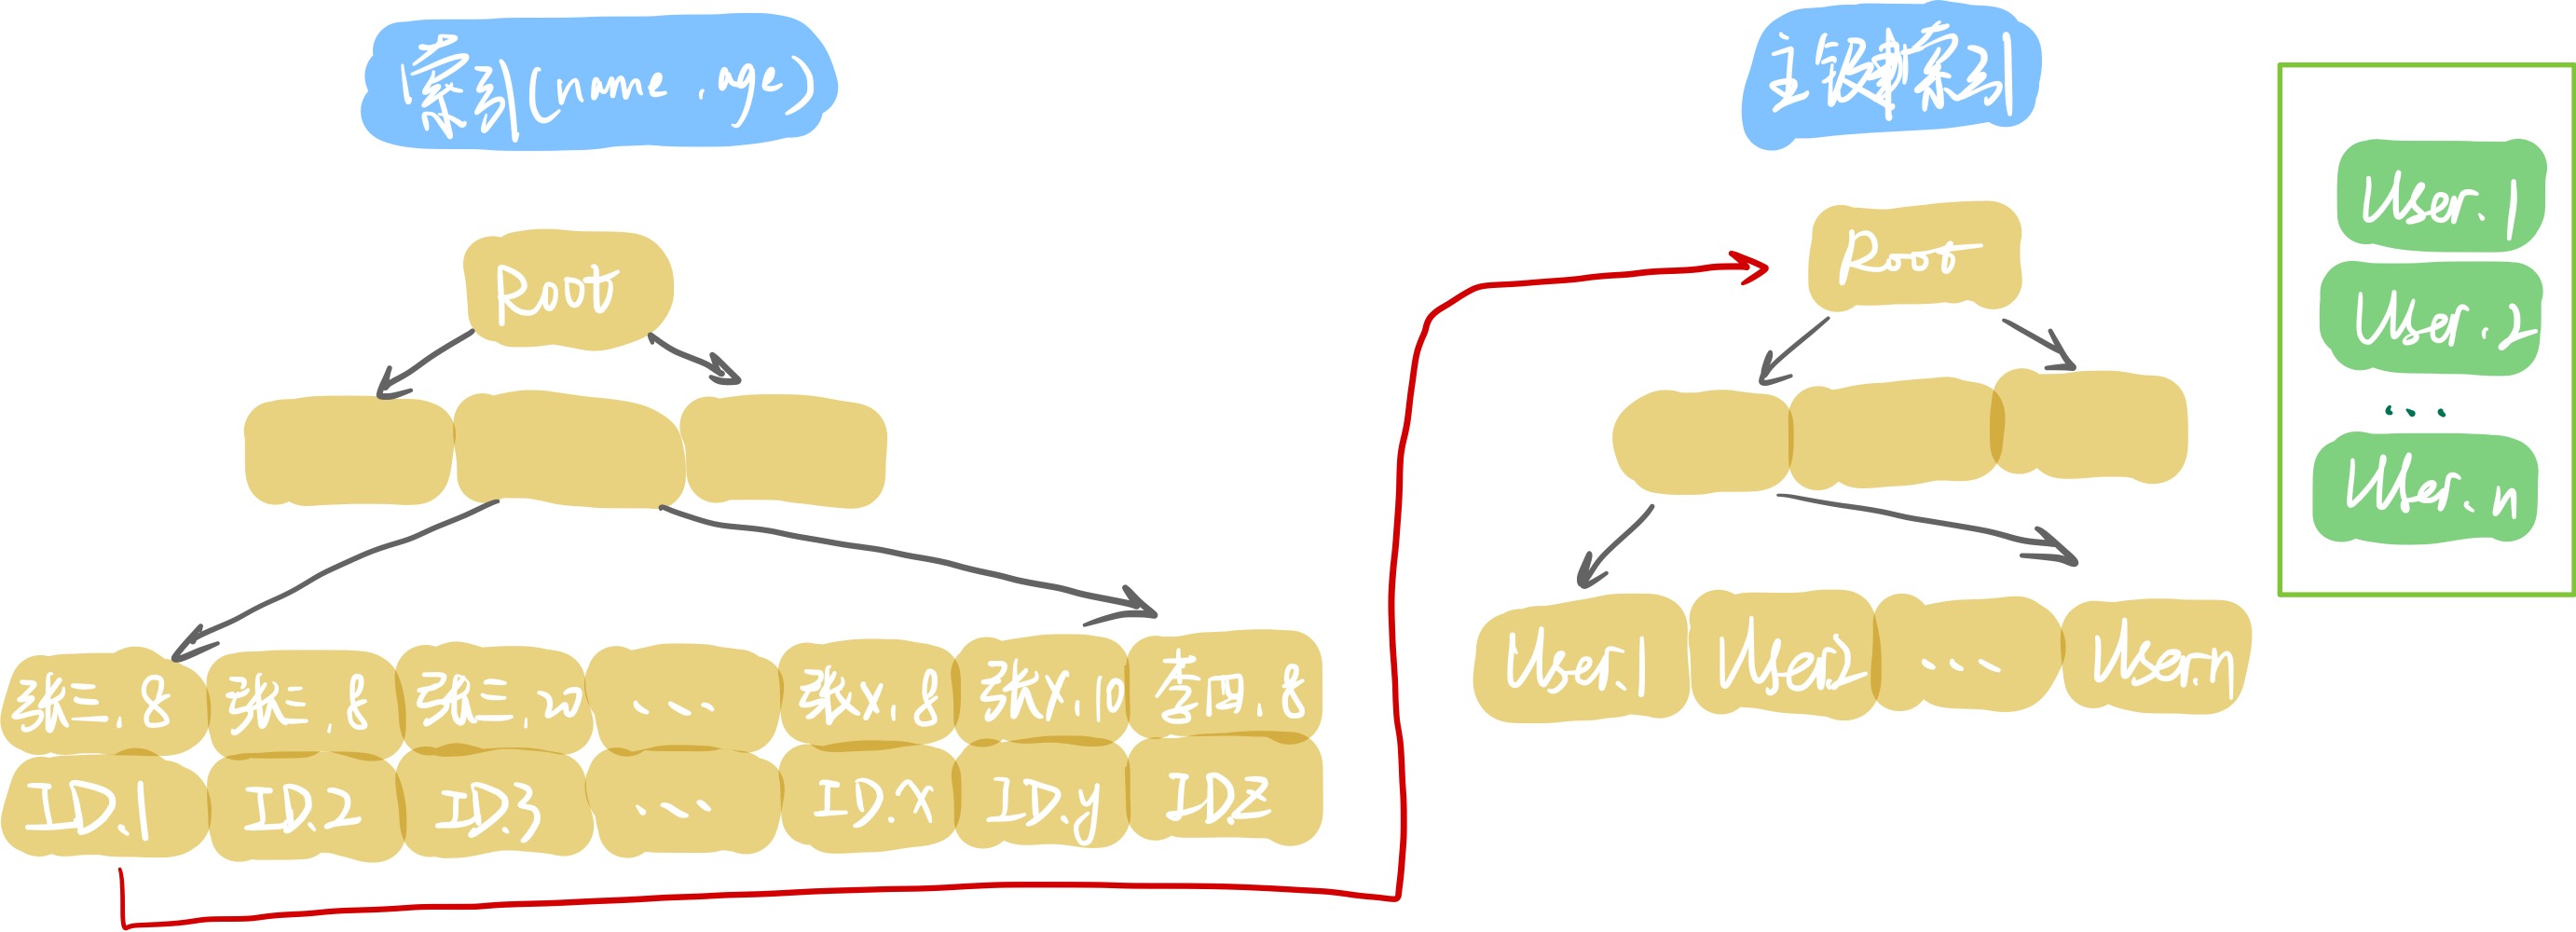 索引(name.age)
Root
张三.8 张三.8 张三.20 ... 张X.8 张X.10 李四.8
ID.1 ID.2 ID.3 ... ID.X ID.y ID.Z
主键索引
Root
User.1 User.2 ... User.n
User.1
User.2
...
User.n